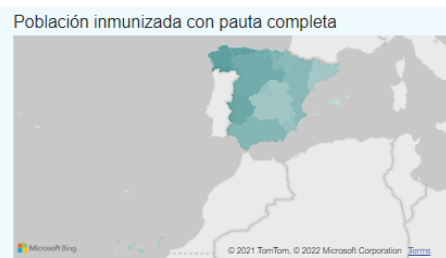 Población inmunizada con pauta completa
Microsoft Bing
© 2021 TomTom, © 2022 Microsoft Corporation Terms